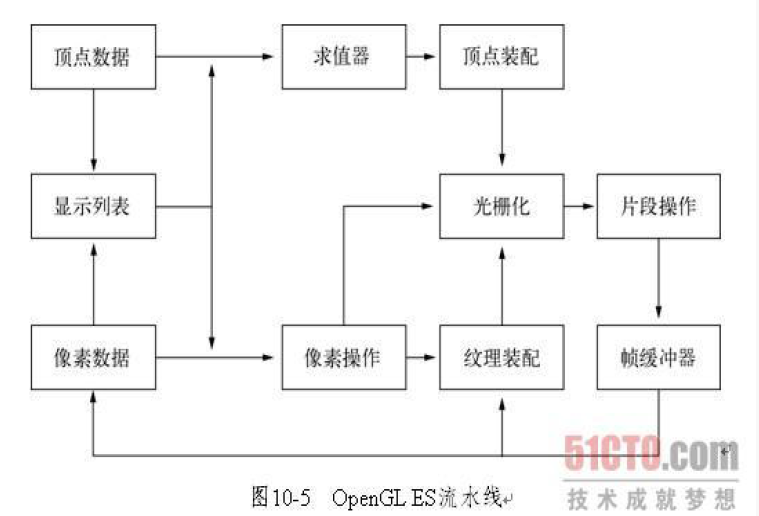 顶点数据
求值器
顶点装配
显示列表
光栅化
片段操作
像素数据
像素操作
纹理装配
帧缓冲器
51CTO.com
技术成就梦想
图10-5 OpenGL ES流水线